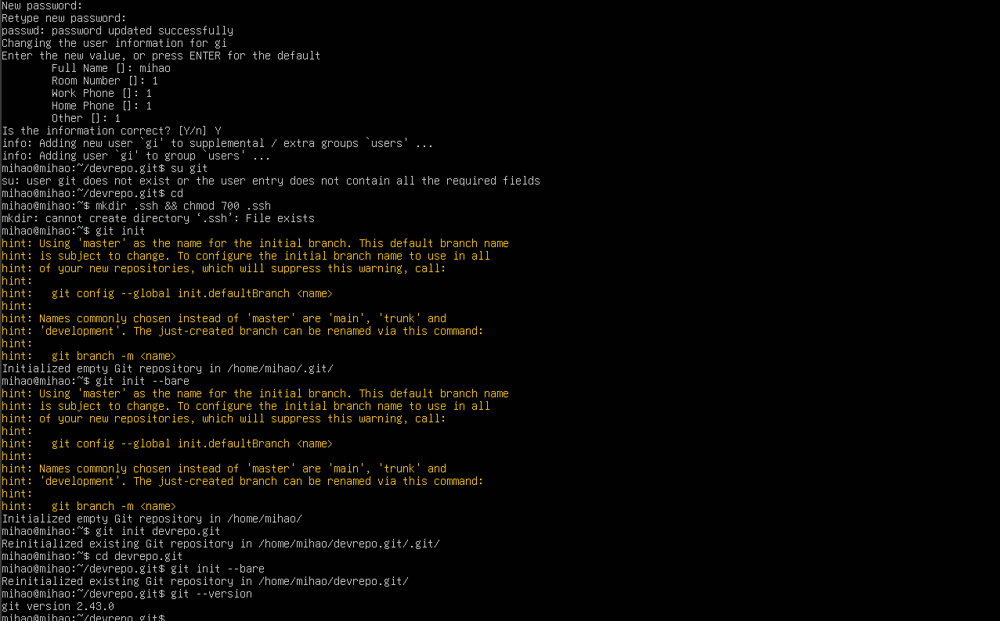 New password:
Retype new password:
passwd: password updated successfully
Changing the user information for gi
Enter the new value, or press ENTER for the default
        Full Name []: mihao
        Room Number []: 1
        Work Phone []: 1
        Home Phone []: 1
        Other []: 1
Is the information correct? [Y/n] Y
info: Adding new user `gi' to supplemental / extra groups `users' ...
info: Adding user `gi' to group `users' ...
mihao@mihao:~/devrepo.git$ su git
su: user git does not exist or the user entry does not contain all the required fields
mihao@mihao:~/devrepo.git$ cd
mihao@mihao:~$ mkdir .ssh && chmod 700 .ssh
mkdir: cannot create directory ‘.ssh’: File exists
mihao@mihao:~$ git init
hint: Using 'master' as the name for the initial branch. This default branch name
hint: is subject to change. To configure the initial branch name to use in all
hint: of your new repositories, which will suppress this warning, call:
hint:
hint:   git config --global init.defaultBranch <name>
hint:
hint: Names commonly chosen instead of 'master' are 'main', 'trunk' and
hint: 'development'. The just-created branch can be renamed via this command:
hint:
hint:   git branch -m <name>
Initialized empty Git repository in /home/mihao/.git/
mihao@mihao:~$ git init --bare
hint: Using 'master' as the name for the initial branch. This default branch name
hint: is subject to change. To configure the initial branch name to use in all
hint: of your new repositories, which will suppress this warning, call:
hint:
hint:   git config --global init.defaultBranch <name>
hint:
hint: Names commonly chosen instead of 'master' are 'main', 'trunk' and
hint: 'development'. The just-created branch can be renamed via this command:
hint:
hint:   git branch -m <name>
Initialized empty Git repository in /home/mihao/
mihao@mihao:~$ git init devrepo.git
Reinitialized existing Git repository in /home/mihao/devrepo.git/.git/
mihao@mihao:~$ cd devrepo.git
mihao@mihao:~/devrepo.git$ git init --bare
Reinitialized existing Git repository in /home/mihao/devrepo.git/
mihao@mihao:~/devrepo.git$ git --version
git version 2.43.0
mihao@mihao:~/devrepo.git$